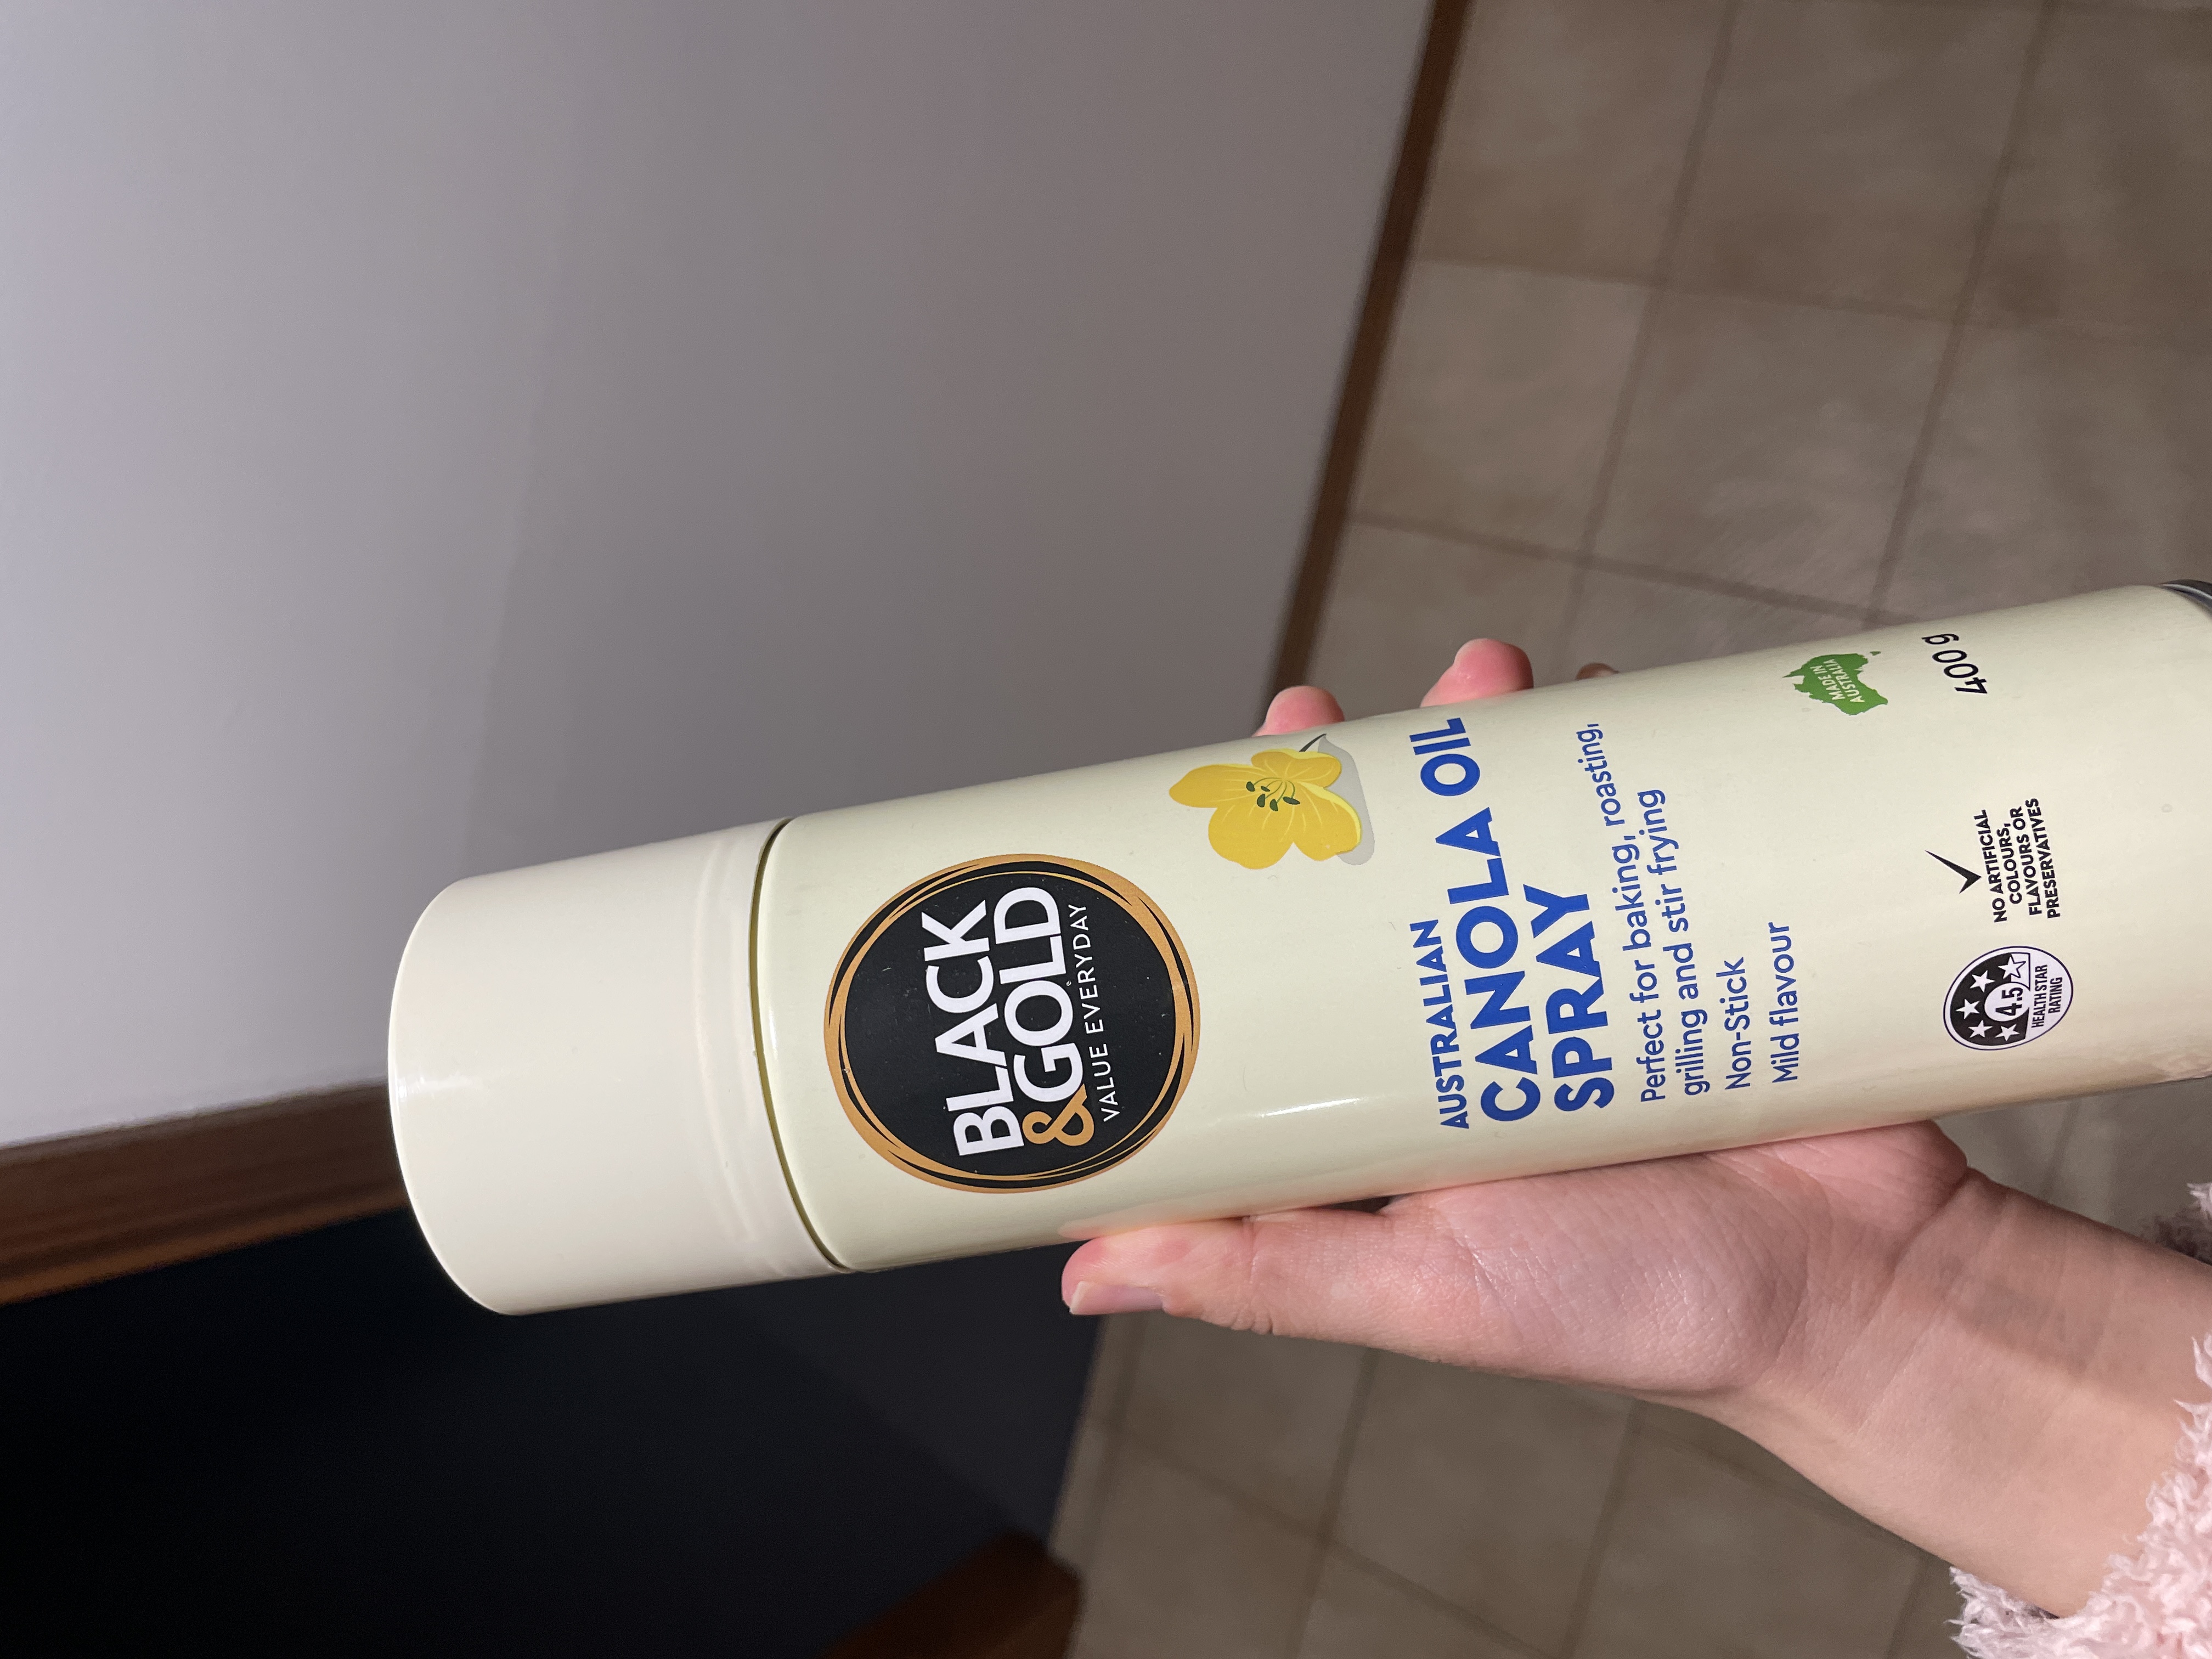 BLACK
&GOLD
VALUE EVERYDAY
AUSTRALIAN
CANOLA OIL
SPRAY
Perfect for baking, roasting,
grilling and stir frying
Non-Stick
Mild flavour
MADE IN
AUSTRALIA
400 g
4.5
HEALTH STAR
RATING
NO ARTIFICIAL
COLOURS,
FLAVOURS OR
PRESERVATIVES